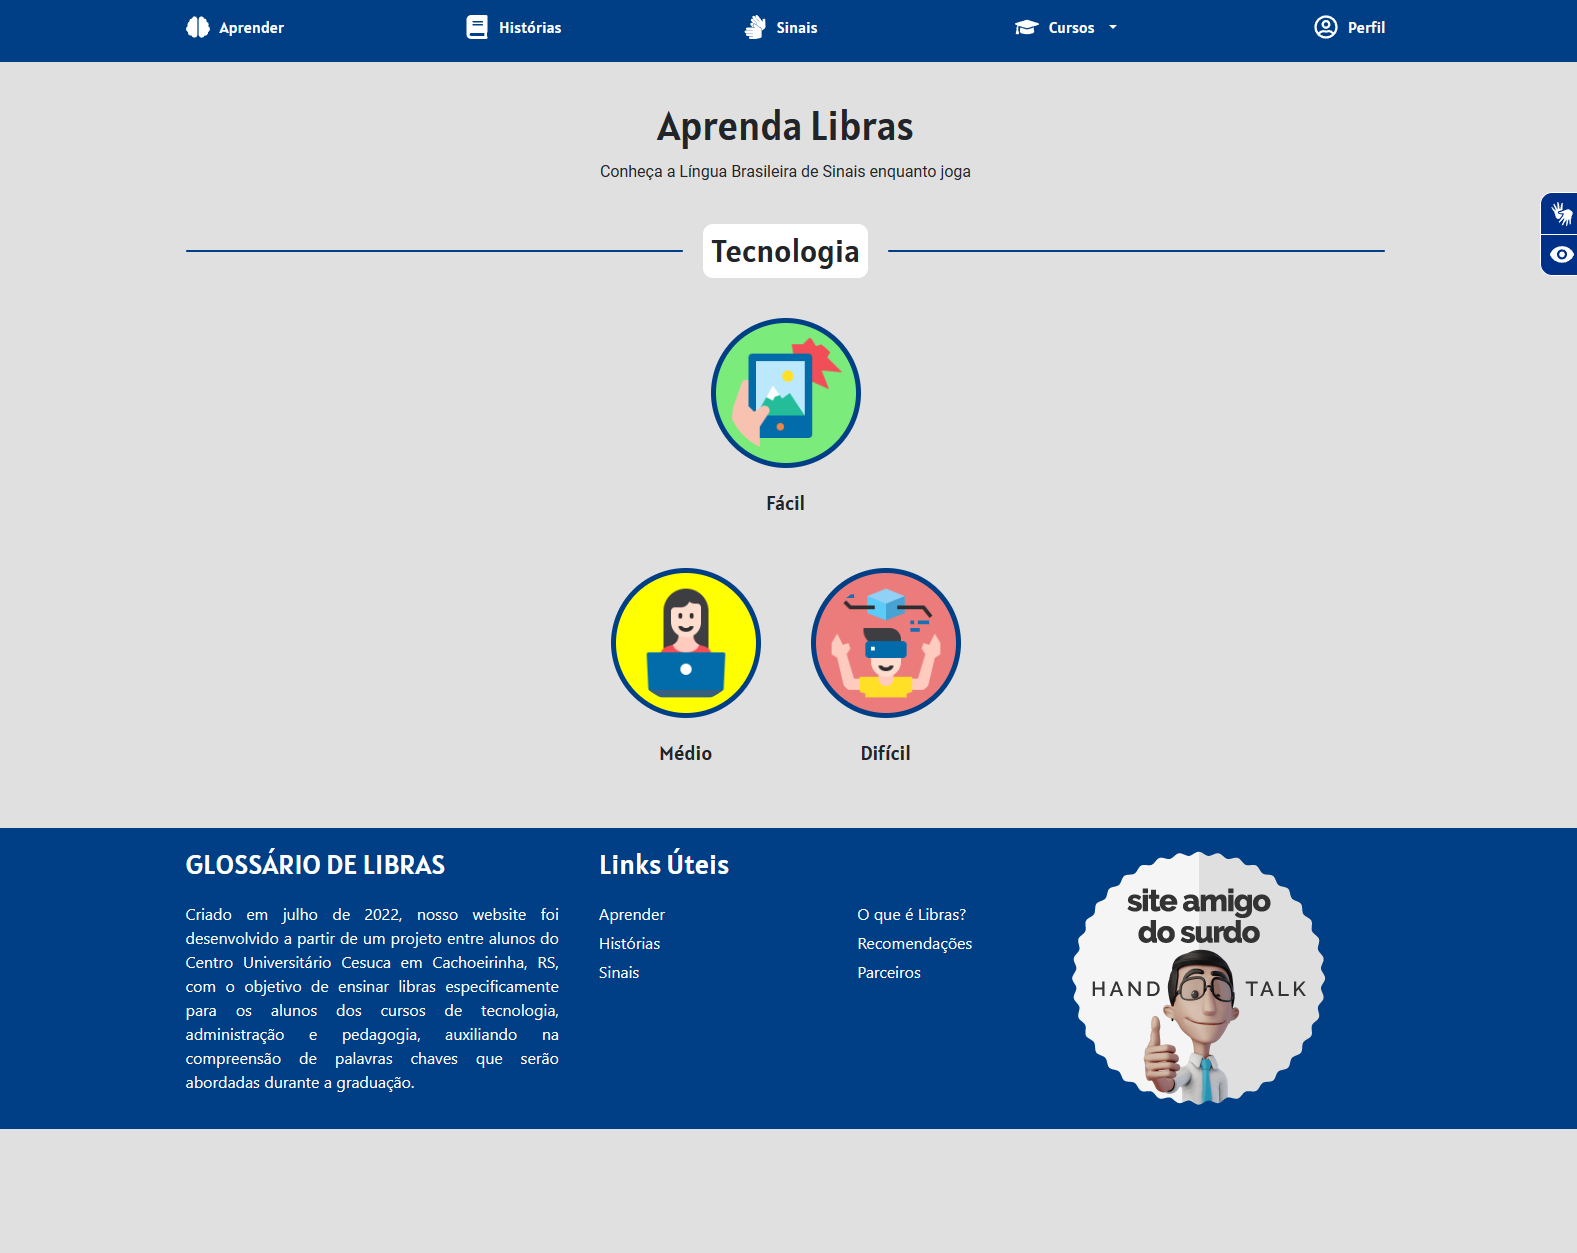 Aprender
Histórias
Sinais
Cursos
Perfil
Aprenda Libras
Conheça a Língua Brasileira de Sinais enquanto joga
Tecnologia
Fácil
Médio
Difícil
GLOSSÁRIO DE LIBRAS
Criado em julho de 2022, nosso website foi
desenvolvido a partir de um projeto entre alunos do
Centro Universitário Cesuca em Cachoeirinha, RS,
com o objetivo de ensinar libras especificamente
para os alunos dos cursos de tecnologia,
administração e pedagogia, auxiliando na
compreensão de palavras chaves que serão
abordadas durante a graduação.
Links Úteis
Aprender
Histórias
Sinais
O que é Libras?
Recomendações
Parceiros
site amigo
do surdo
HAND TALK